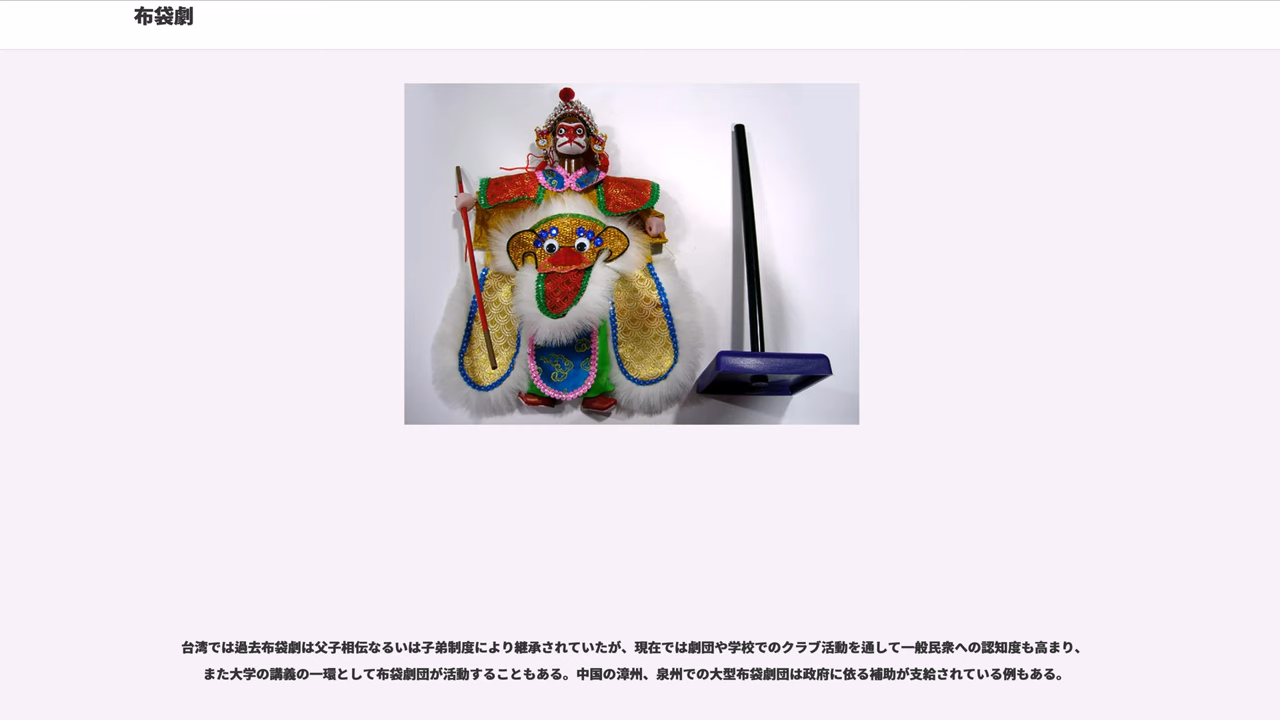 布袋劇
台湾では過去布袋劇は父子相伝なるいは子弟制度により継承されていたが、現在では劇団や学校でのクラブ活動を通して一般民衆への認知度も高まり、
また大学の講義の一環として布袋劇団が活動することもある。中国の漳州、泉州での大型布袋劇団は政府に依る補助が支給されている例もある。